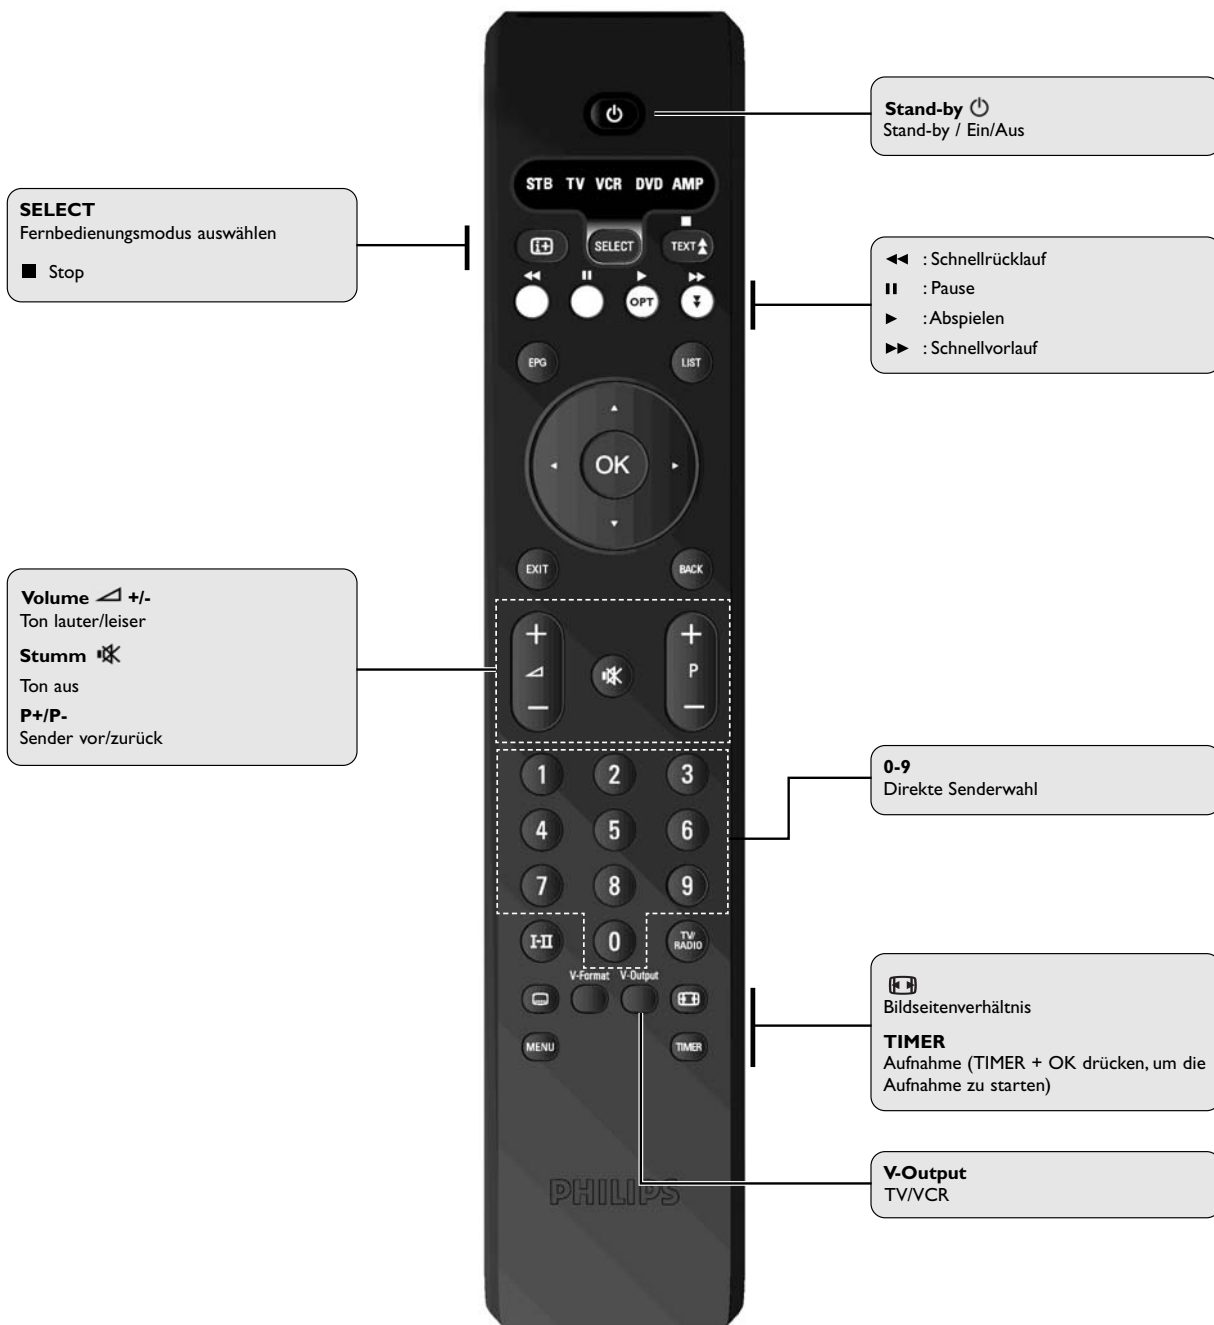 Stand-by
Stand-by / Ein/Aus
SELECT
Fernbedienungsmodus auswählen
■ Stop
◄◄ : Schnellrücklauf
II : Pause
► : Abspielen
►► : Schnellvorlauf
Volume +/-
Ton lauter/leiser
Stumm
Ton aus
P+/P-
Sender vor/zurück
0-9
Direkte Senderwahl
Bildseitenverhältnis
TIMER
Aufnahme (TIMER + OK drücken, um die
Aufnahme zu starten)
V-Output
TV/VCR
STB TV VCR DVD AMP
i+ SELECT TEXT
OPT
EPG LIST
OK
EXIT BACK
+ +
P
– –
1 2 3
4 5 6
7 8 9
I-II 0 TV/
RADIO
V-Format V-Output
MENU TIMER
PHILIPS